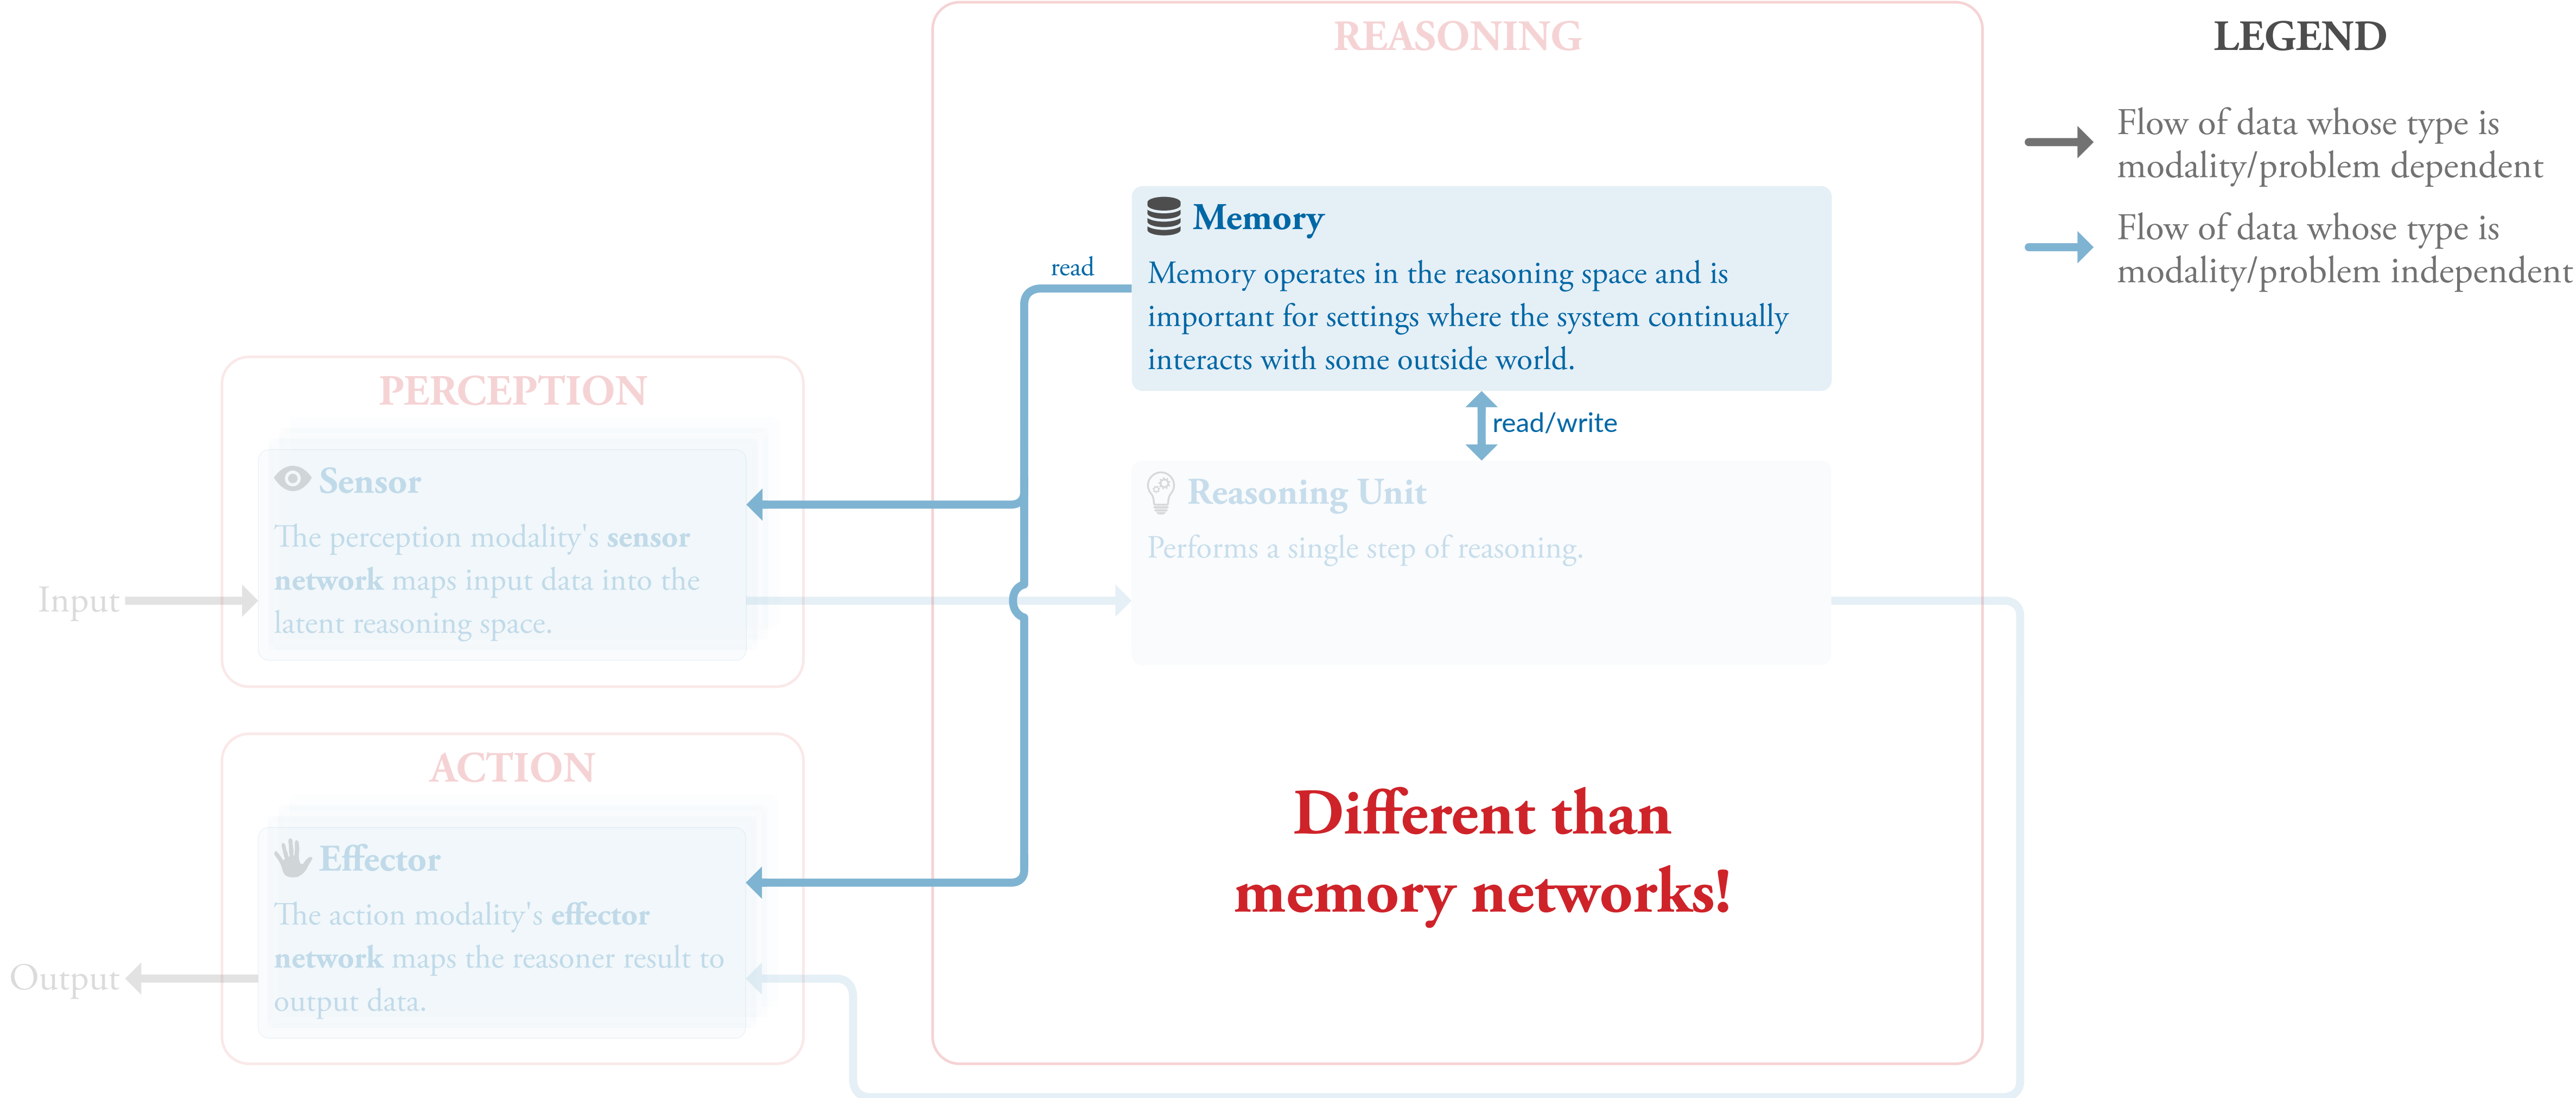 REASONING
LEGEND
Flow of data whose type is
modality/problem dependent
Flow of data whose type is
modality/problem independent
Memory
Memory operates in the reasoning space and is
important for settings where the system continually
interacts with some outside world.
read
read/write
PERCEPTION
Sensor
The perception modality's sensor
network maps input data into the
latent reasoning space.
Input
Reasoning Unit
Performs a single step of reasoning.
ACTION
Effector
The action modality's effector
network maps the reasoner result to
output data.
Output
Different than
memory networks!